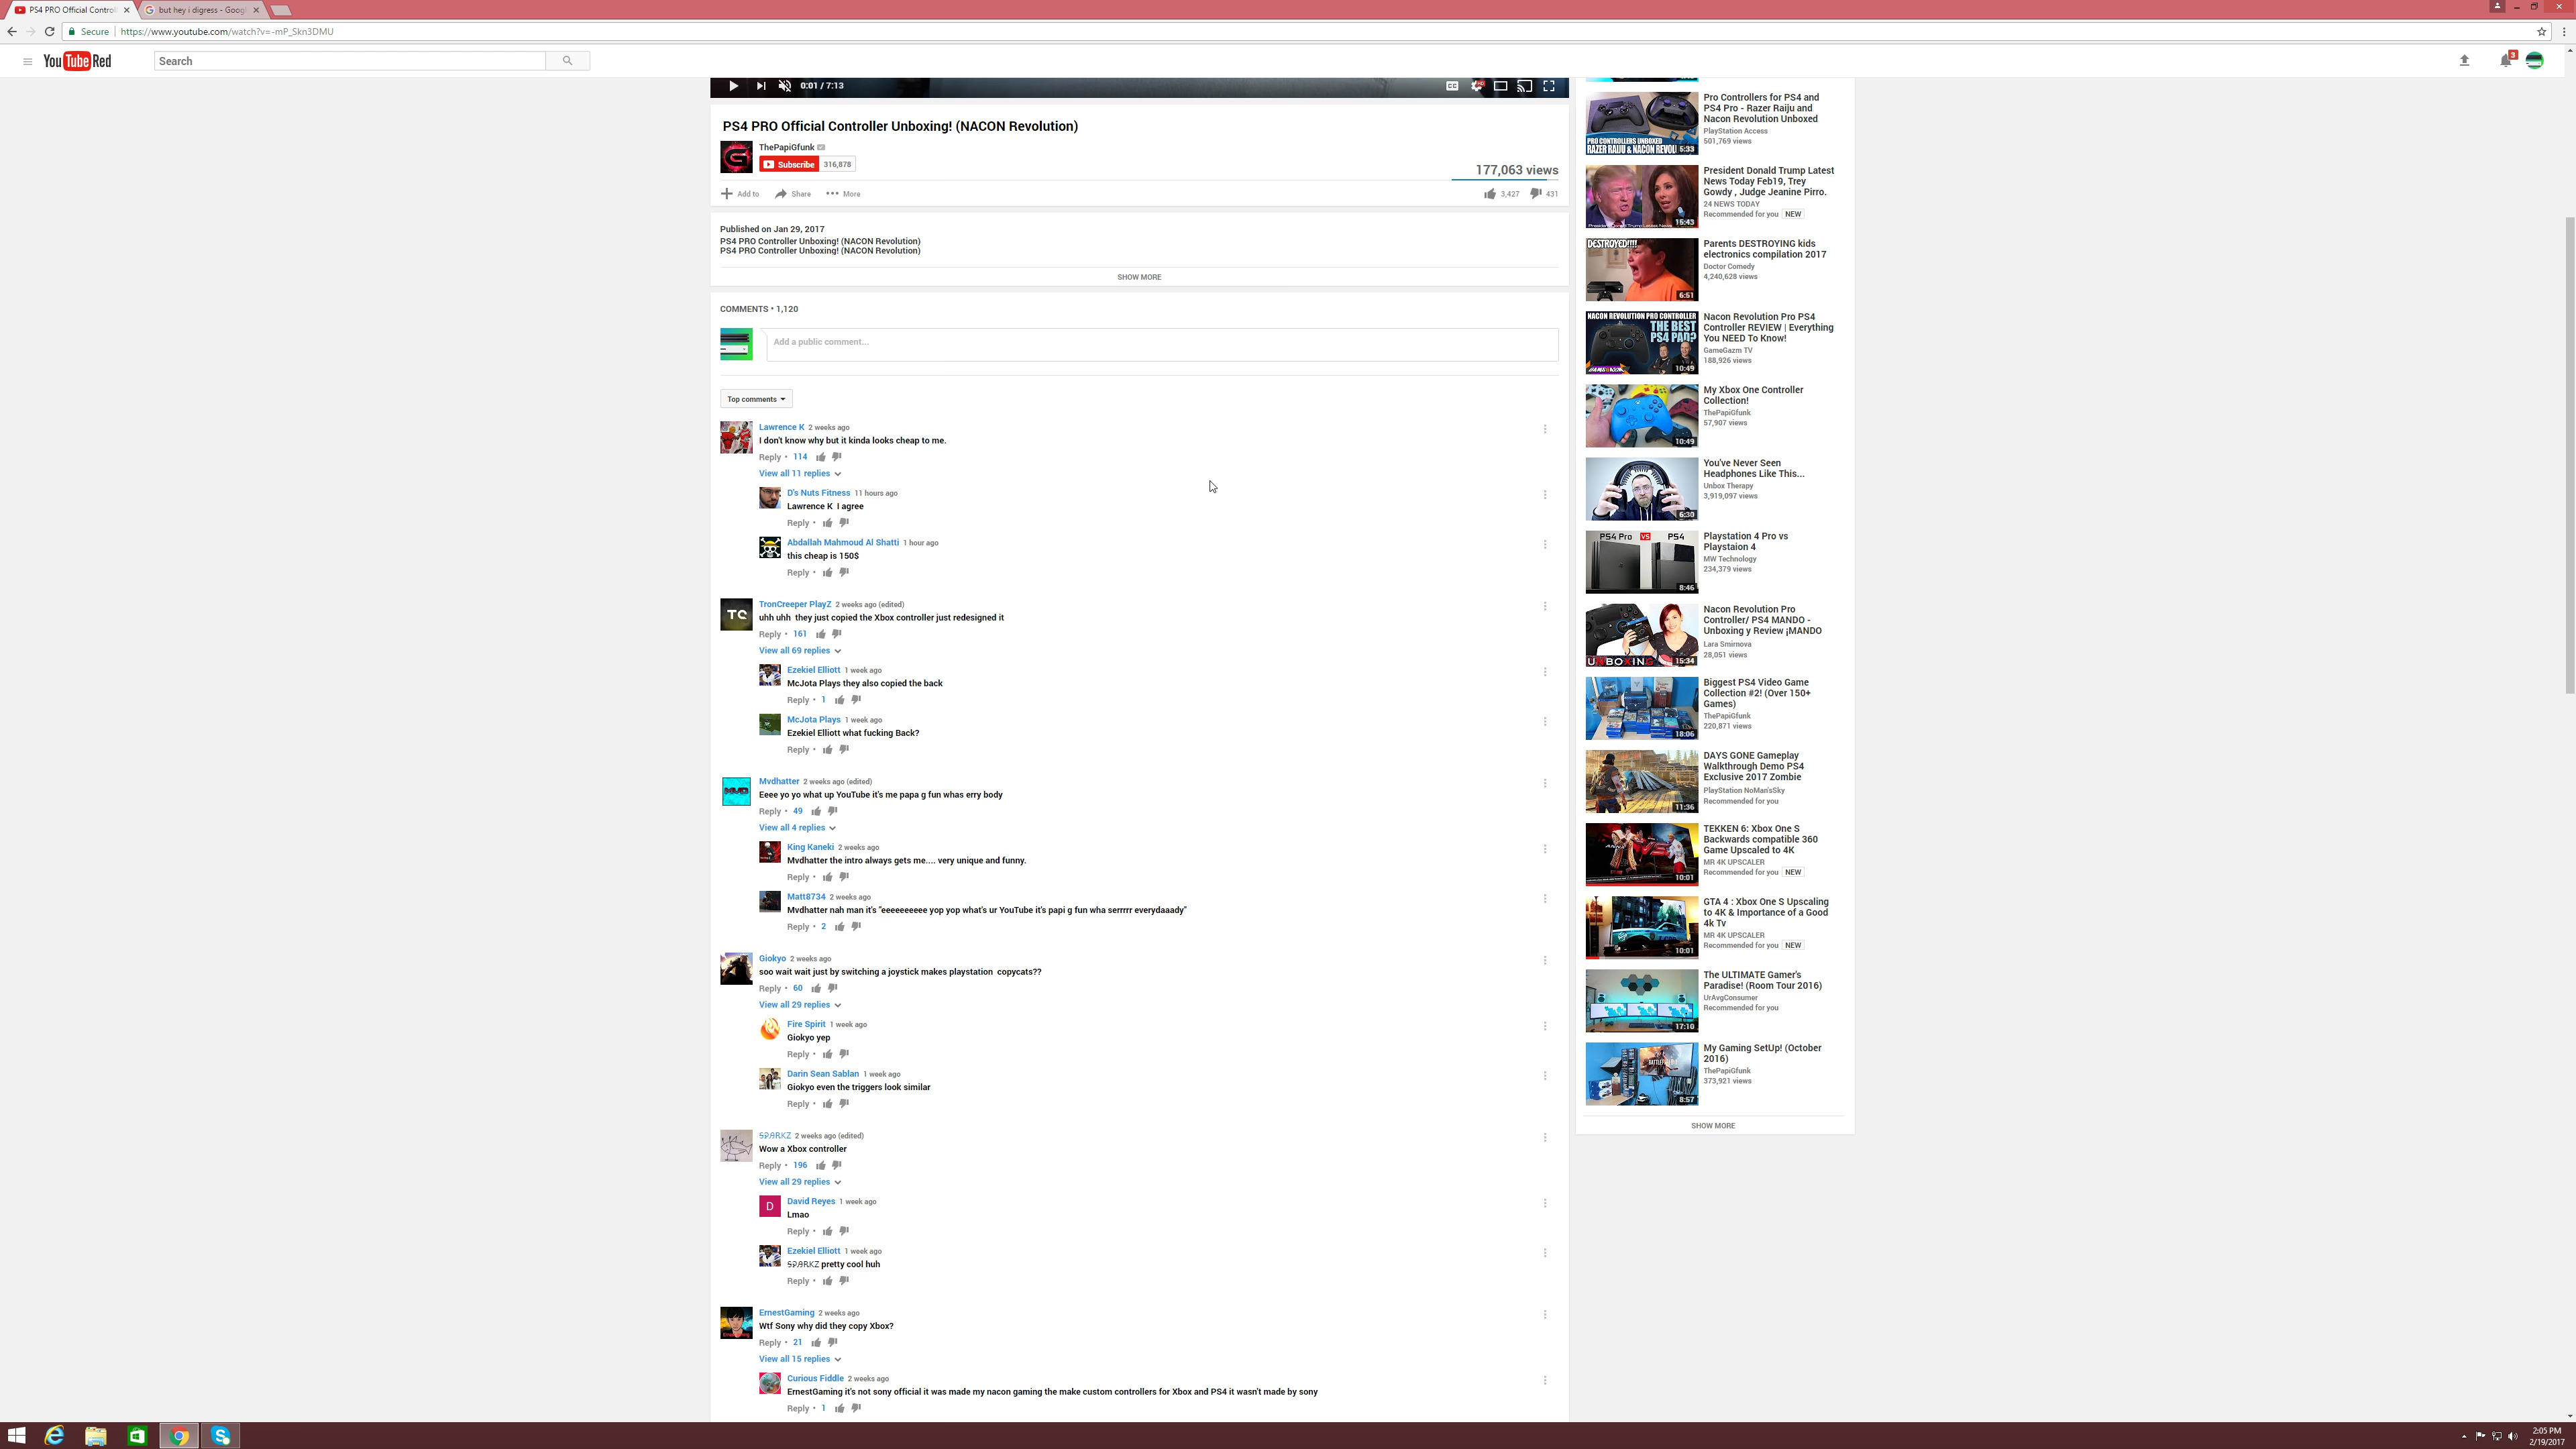 PS4 PRO Official Control
but hey i digress - Goog
Secure
https://www.youtube.com/watch?v=-mP_Skn3DMU
YouTube Red
Search
3
0:01 / 7:13
CC
HD
PS4 PRO Official Controller Unboxing! (NACON Revolution)
ThePapiGfunk
Subscribe 316,878
177,063 views
Add to Share More
3,427 431
Published on Jan 29, 2017
PS4 PRO Controller Unboxing! (NACON Revolution)
PS4 PRO Controller Unboxing! (NACON Revolution)
SHOW MORE
COMMENTS • 1,120
Add a public comment...
Top comments
Lawrence K 2 weeks ago
I don't know why but it kinda looks cheap to me.
Reply • 114
View all 11 replies
D's Nuts Fitness 11 hours ago
Lawrence K I agree
Reply •
Abdallah Mahmoud Al Shatti 1 hour ago
this cheap is 150$
Reply •
TC
TronCreeper PlayZ 2 weeks ago (edited)
uhh uhh they just copied the Xbox controller just redesigned it
Reply • 161
View all 69 replies
Ezekiel Elliott 1 week ago
McJota Plays they also copied the back
Reply • 1
McJota Plays 1 week ago
Ezekiel Elliott what fucking Back?
Reply •
Mvdhatter 2 weeks ago (edited)
Eeee yo yo what up YouTube it's me papa g fun whas erry body
Reply • 49
View all 4 replies
King Kaneki 2 weeks ago
Mvdhatter the intro always gets me.... very unique and funny.
Reply •
Matt8734 2 weeks ago
Mvdhatter nah man it's "eeeeeeeeee yop yop what's ur YouTube it's papi g fun wha serrrrr everydaaady"
Reply • 2
Giokyo 2 weeks ago
soo wait wait just by switching a joystick makes playstation copycats??
Reply • 60
View all 29 replies
Fire Spirit 1 week ago
Giokyo yep
Reply •
Darin Sean Sablan 1 week ago
Giokyo even the triggers look similar
Reply •
2 weeks ago (edited)
Wow a Xbox controller
Reply • 196
View all 29 replies
D
David Reyes 1 week ago
Lmao
Reply •
Ezekiel Elliott 1 week ago
pretty cool huh
Reply •
ErnestGaming 2 weeks ago
Wtf Sony why did they copy Xbox?
Reply • 21
View all 15 replies
Curious Fiddle 2 weeks ago
ErnestGaming it's not sony official it was made my nacon gaming the make custom controllers for Xbox and PS4 it wasn't made by sony
Reply • 1
PRO CONTROLLERS UNBOXED
RAZER RAIJU & NACON REVOL
5:33
Pro Controllers for PS4 and
PS4 Pro - Razer Raiju and
Nacon Revolution Unboxed
PlayStation Access
501,769 views
15:43
President Donald Trump Latest
News Today Feb19, Trey
Gowdy , Judge Jeanine Pirro.
24 NEWS TODAY
Recommended for you NEW
DESTROYED!!!!
6:51
Parents DESTROYING kids
electronics compilation 2017
Doctor Comedy
4,240,628 views
NACON REVOLUTION PRO CONTROLLER
THE BEST
PS4 PAD?
10:49
Nacon Revolution Pro PS4
Controller REVIEW | Everything
You NEED To Know!
GameGazm TV
188,926 views
10:49
My Xbox One Controller
Collection!
ThePapiGfunk
57,907 views
6:30
You've Never Seen
Headphones Like This...
Unbox Therapy
3,919,097 views
PS4 Pro VS PS4
8:46
Playstation 4 Pro vs
Playstaion 4
MW Technology
234,379 views
UNBOXING
15:34
Nacon Revolution Pro
Controller/ PS4 MANDO -
Unboxing y Review ¡MANDO
Lara Smirnova
28,051 views
18:06
Biggest PS4 Video Game
Collection #2! (Over 150+
Games)
ThePapiGfunk
220,871 views
11:36
DAYS GONE Gameplay
Walkthrough Demo PS4
Exclusive 2017 Zombie
PlayStation NoMan'sSky
Recommended for you
10:01
TEKKEN 6: Xbox One S
Backwards compatible 360
Game Upscaled to 4K
MR 4K UPSCALER
Recommended for you NEW
10:01
GTA 4 : Xbox One S Upscaling
to 4K & Importance of a Good
4k Tv
MR 4K UPSCALER
Recommended for you NEW
17:10
The ULTIMATE Gamer's
Paradise! (Room Tour 2016)
UrAvgConsumer
Recommended for you
8:57
My Gaming SetUp! (October
2016)
ThePapiGfunk
373,921 views
SHOW MORE
2:05 PM
2/19/2017